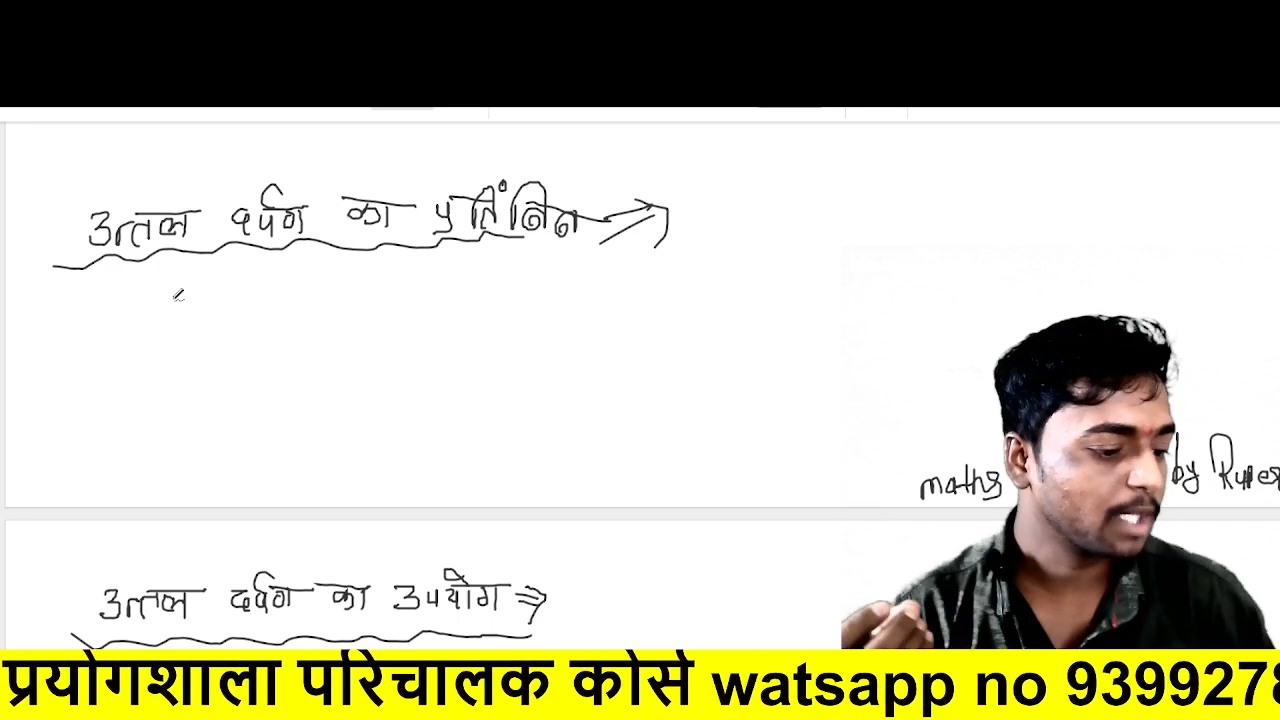 उत्तल दर्पण का प्रतिंबिब
maths by Rupes
उत्तल दर्पण का उपयोग ⇒
प्रयोगशाला परिचालक कोर्स watsapp no 939927